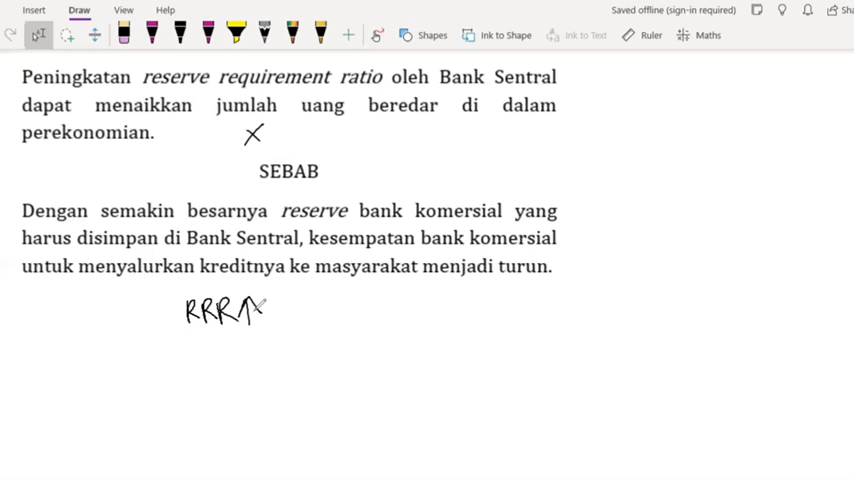 Insert Draw View Help Saved offline (sign-in required)
Shapes Ink to Shape Ink to Text Ruler Maths
Peningkatan reserve requirement ratio oleh Bank Sentral
dapat menaikkan jumlah uang beredar di dalam
perekonomian.
X
SEBAB
Dengan semakin besarnya reserve bank komersial yang
harus disimpan di Bank Sentral, kesempatan bank komersial
untuk menyalurkan kreditnya ke masyarakat menjadi turun.
RRR↑